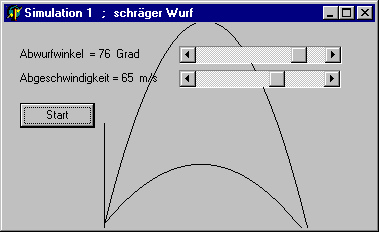 Simulation 1 ; schräger Wurf
Abwurfwinkel = 76 Grad
Abgeschwindigkeit = 65 m/s
Start